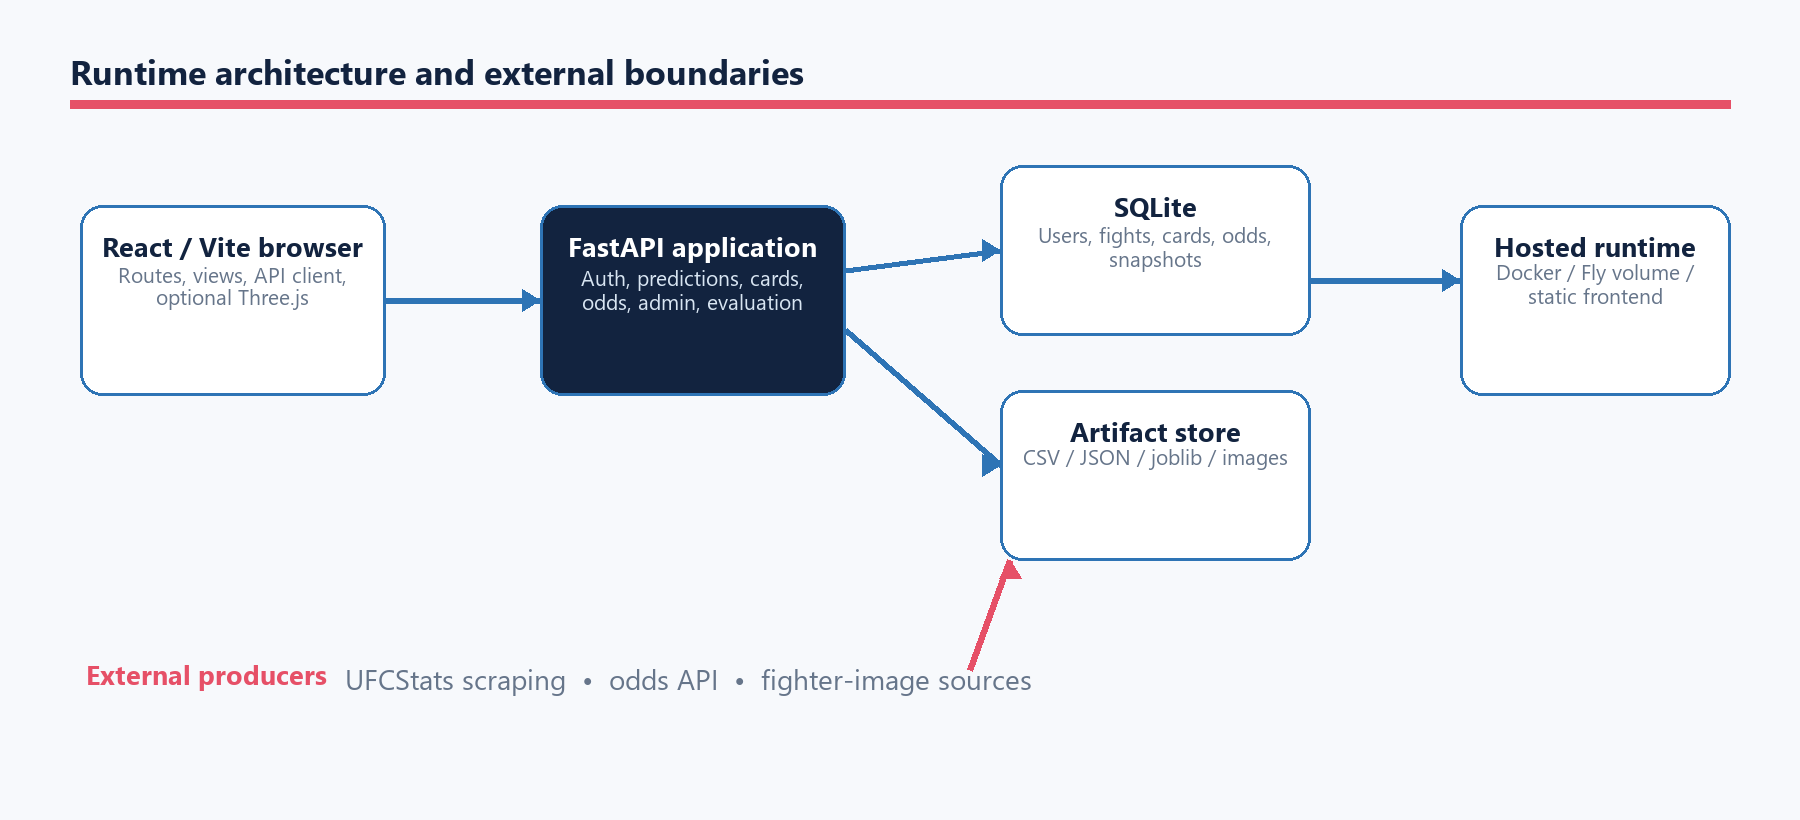 Runtime architecture and external boundaries
React / Vite browser
Routes, views, API client,
optional Three.js
FastAPI application
Auth, predictions, cards,
odds, admin, evaluation
SQLite
Users, fights, cards, odds,
snapshots
Hosted runtime
Docker / Fly volume /
static frontend
Artifact store
CSV / JSON / joblib / images
External producers UFCStats scraping • odds API • fighter-image sources